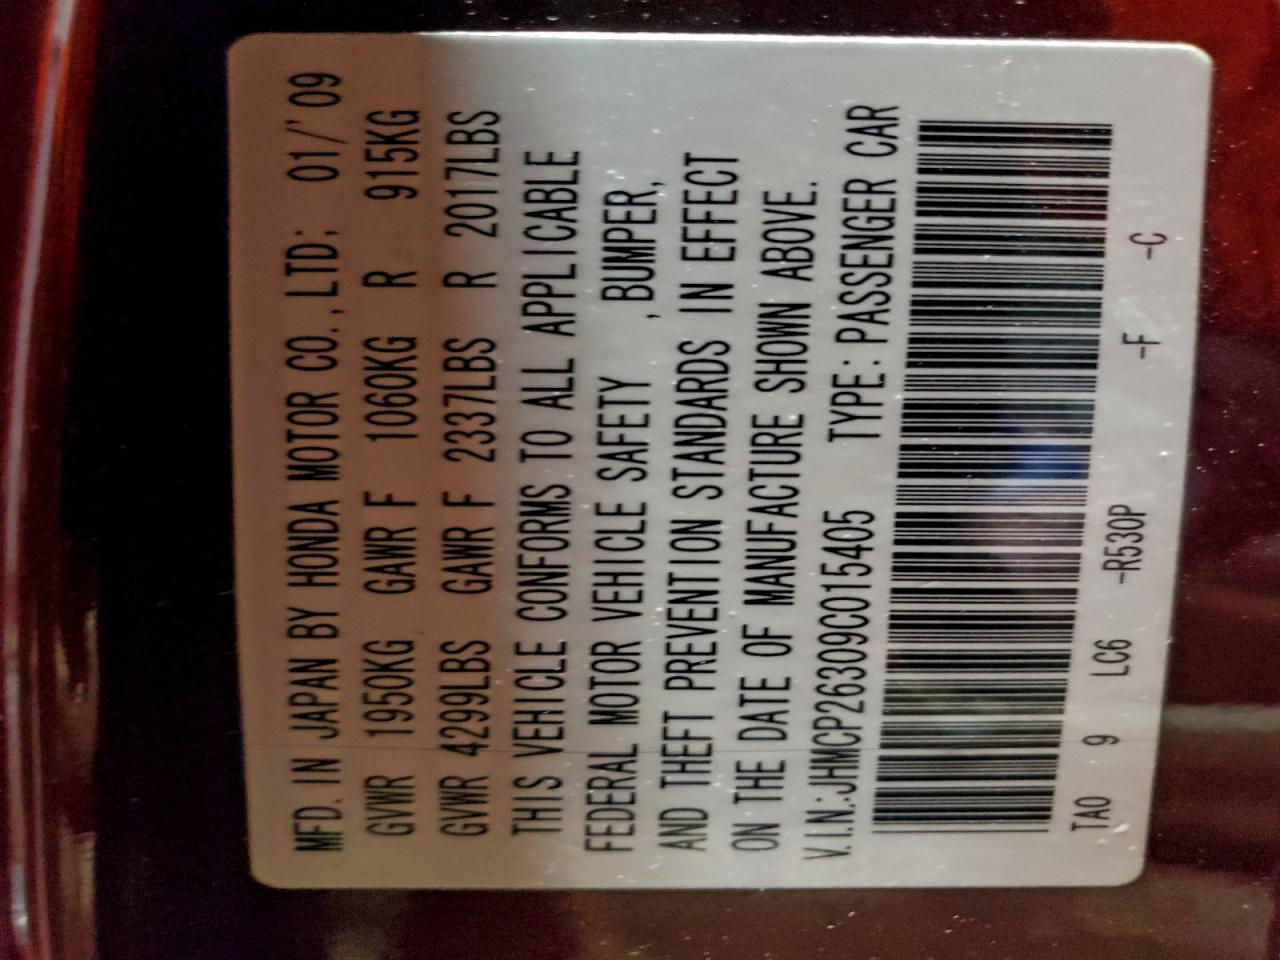 MFD. IN JAPAN BY HONDA MOTOR CO.,LTD; 01/'09
GVWR 1950KG GAWR F 1060KG R 915KG
GVWR 4299LBS GAWR F 2337LBS R 2017LBS
THIS VEHICLE CONFORMS TO ALL APPLICABLE
FEDERAL MOTOR VEHICLE SAFETY ,BUMPER,
AND THEFT PREVENTION STANDARDS IN EFFECT
ON THE DATE OF MANUFACTURE SHOWN ABOVE.
V.I.N.:JHMCP26309C015405 TYPE:PASSENGER CAR
TA0 9 LC6 -R530P -F -C